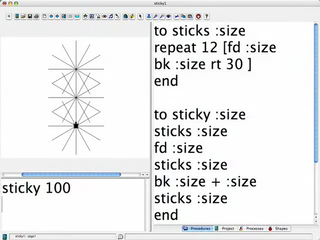 sticky1
to sticks :size
repeat 12 [fd :size
bk :size rt 30 ]
end
to sticky :size
sticks :size
fd :size
sticks :size
bk :size + :size
sticks :size
end
sticky 100
Procedures Project Processes Shapes